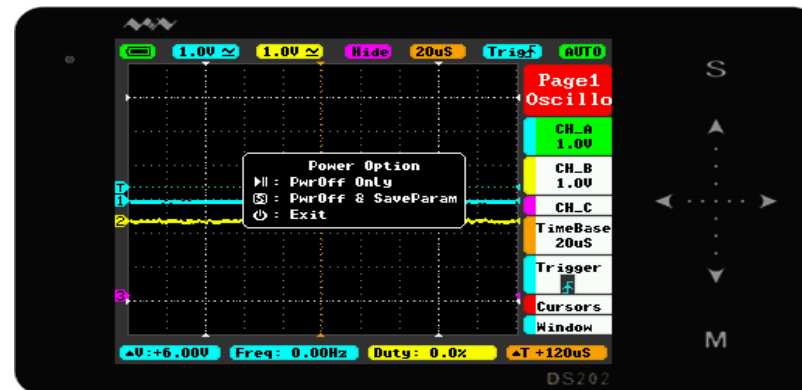 1.0V 1.0V Hide 20uS Trig AUTO
Page1
Oscillo
CH_A
1.0V
CH_B
1.0V
CH_C
TimeBase
20uS
Trigger
Cursors
Window
Power Option
: PwrOff Only
S : PwrOff & SaveParam
: Exit
T
1
2
3
▲V:+6.00V Freq: 0.00Hz Duty: 0.0% ▲T +120uS
S
M
DS202